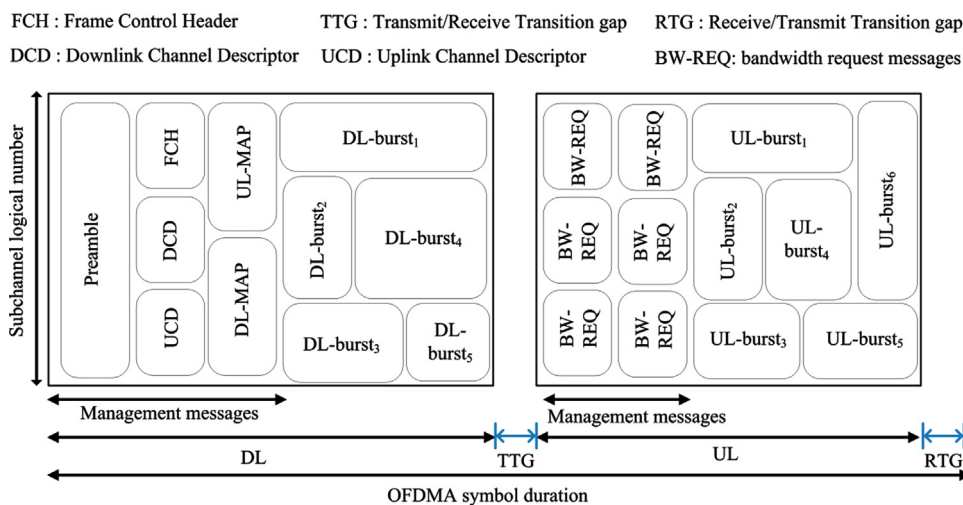 FCH : Frame Control Header
TTG : Transmit/Receive Transition gap
RTG : Receive/Transmit Transition gap
DCD : Downlink Channel Descriptor
UCD : Uplink Channel Descriptor
BW-REQ: bandwidth request messages
Subchannel logical number
Preamble
FCH
DCD
UCD
UL-MAP
DL-MAP
DL-burst1
DL-burst2
DL-burst4
DL-burst3
DL-
burst5
BW-REQ
BW-REQ
BW-
REQ
BW-
REQ
BW-
REQ
BW-
REQ
UL-burst1
UL-burst2
UL-
burst4
UL-burst6
UL-burst3
UL-burst5
Management messages
Management messages
DL
TTG
UL
RTG
OFDMA symbol duration